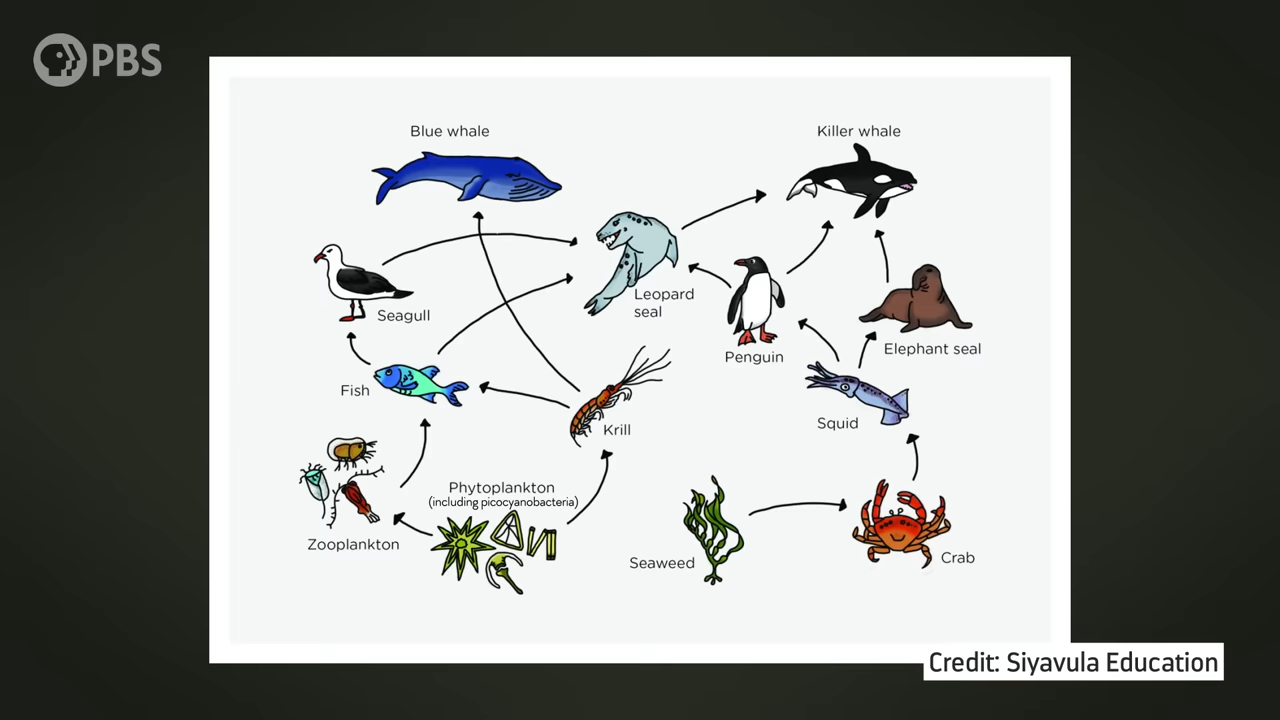 PBS
Blue whale
Killer whale
Leopard
seal
Seagull
Penguin
Elephant seal
Fish
Squid
Krill
Phytoplankton
(including picocyanobacteria)
Zooplankton
Seaweed
Crab
Credit: Siyavula Education